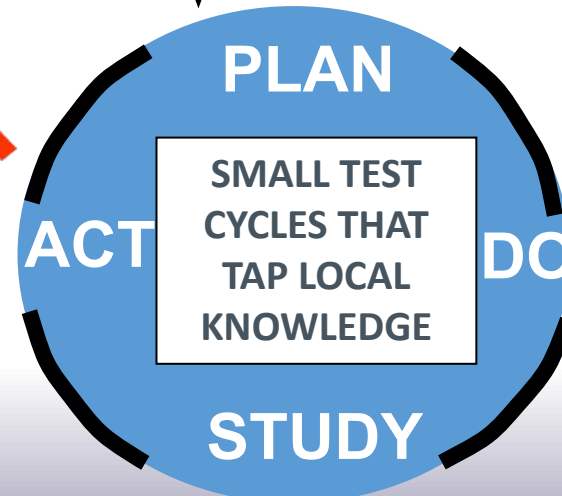 PLAN
SMALL TEST
CYCLES THAT
TAP LOCAL
KNOWLEDGE
ACT
DO
STUDY